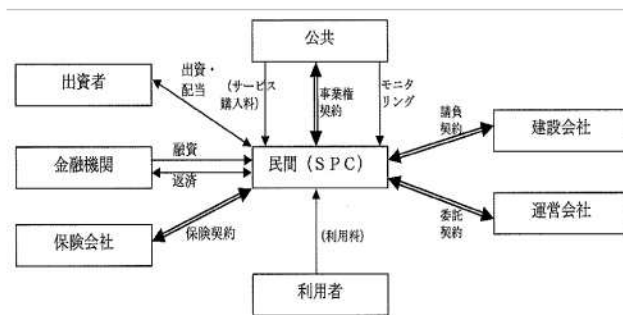 公共
出資者
出資・
配当
(サービス
購入料)
事業権
契約
モニタ
リング
請負
契約
建設会社
金融機関
融資
返済
民間(SPC)
保険会社
保険契約
(利用料)
委託
契約
運営会社
利用者